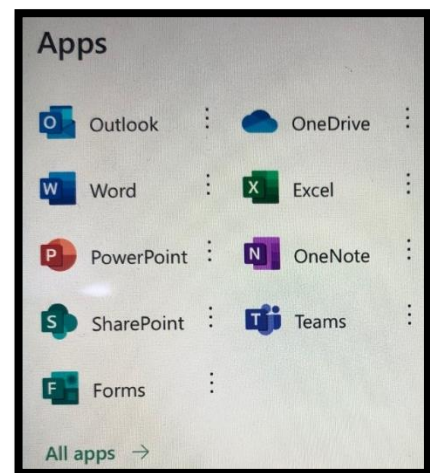 Apps
Outlook OneDrive
Word Excel
PowerPoint OneNote
SharePoint Teams
Forms
All apps →